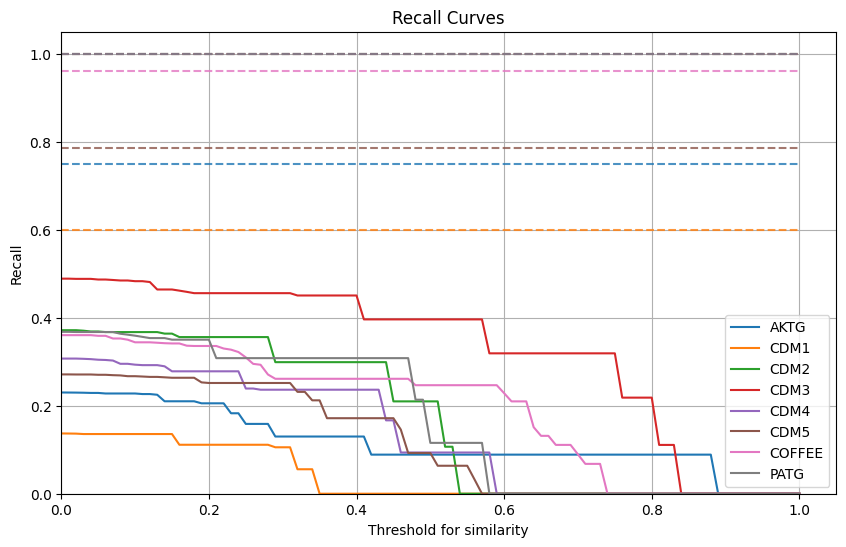 Recall Curves
Recall
1.0
0.8
0.6
0.4
0.2
0.0
0.0 0.2 0.4 0.6 0.8 1.0
Threshold for similarity
AKTG
CDM1
CDM2
CDM3
CDM4
CDM5
COFFEE
PATG